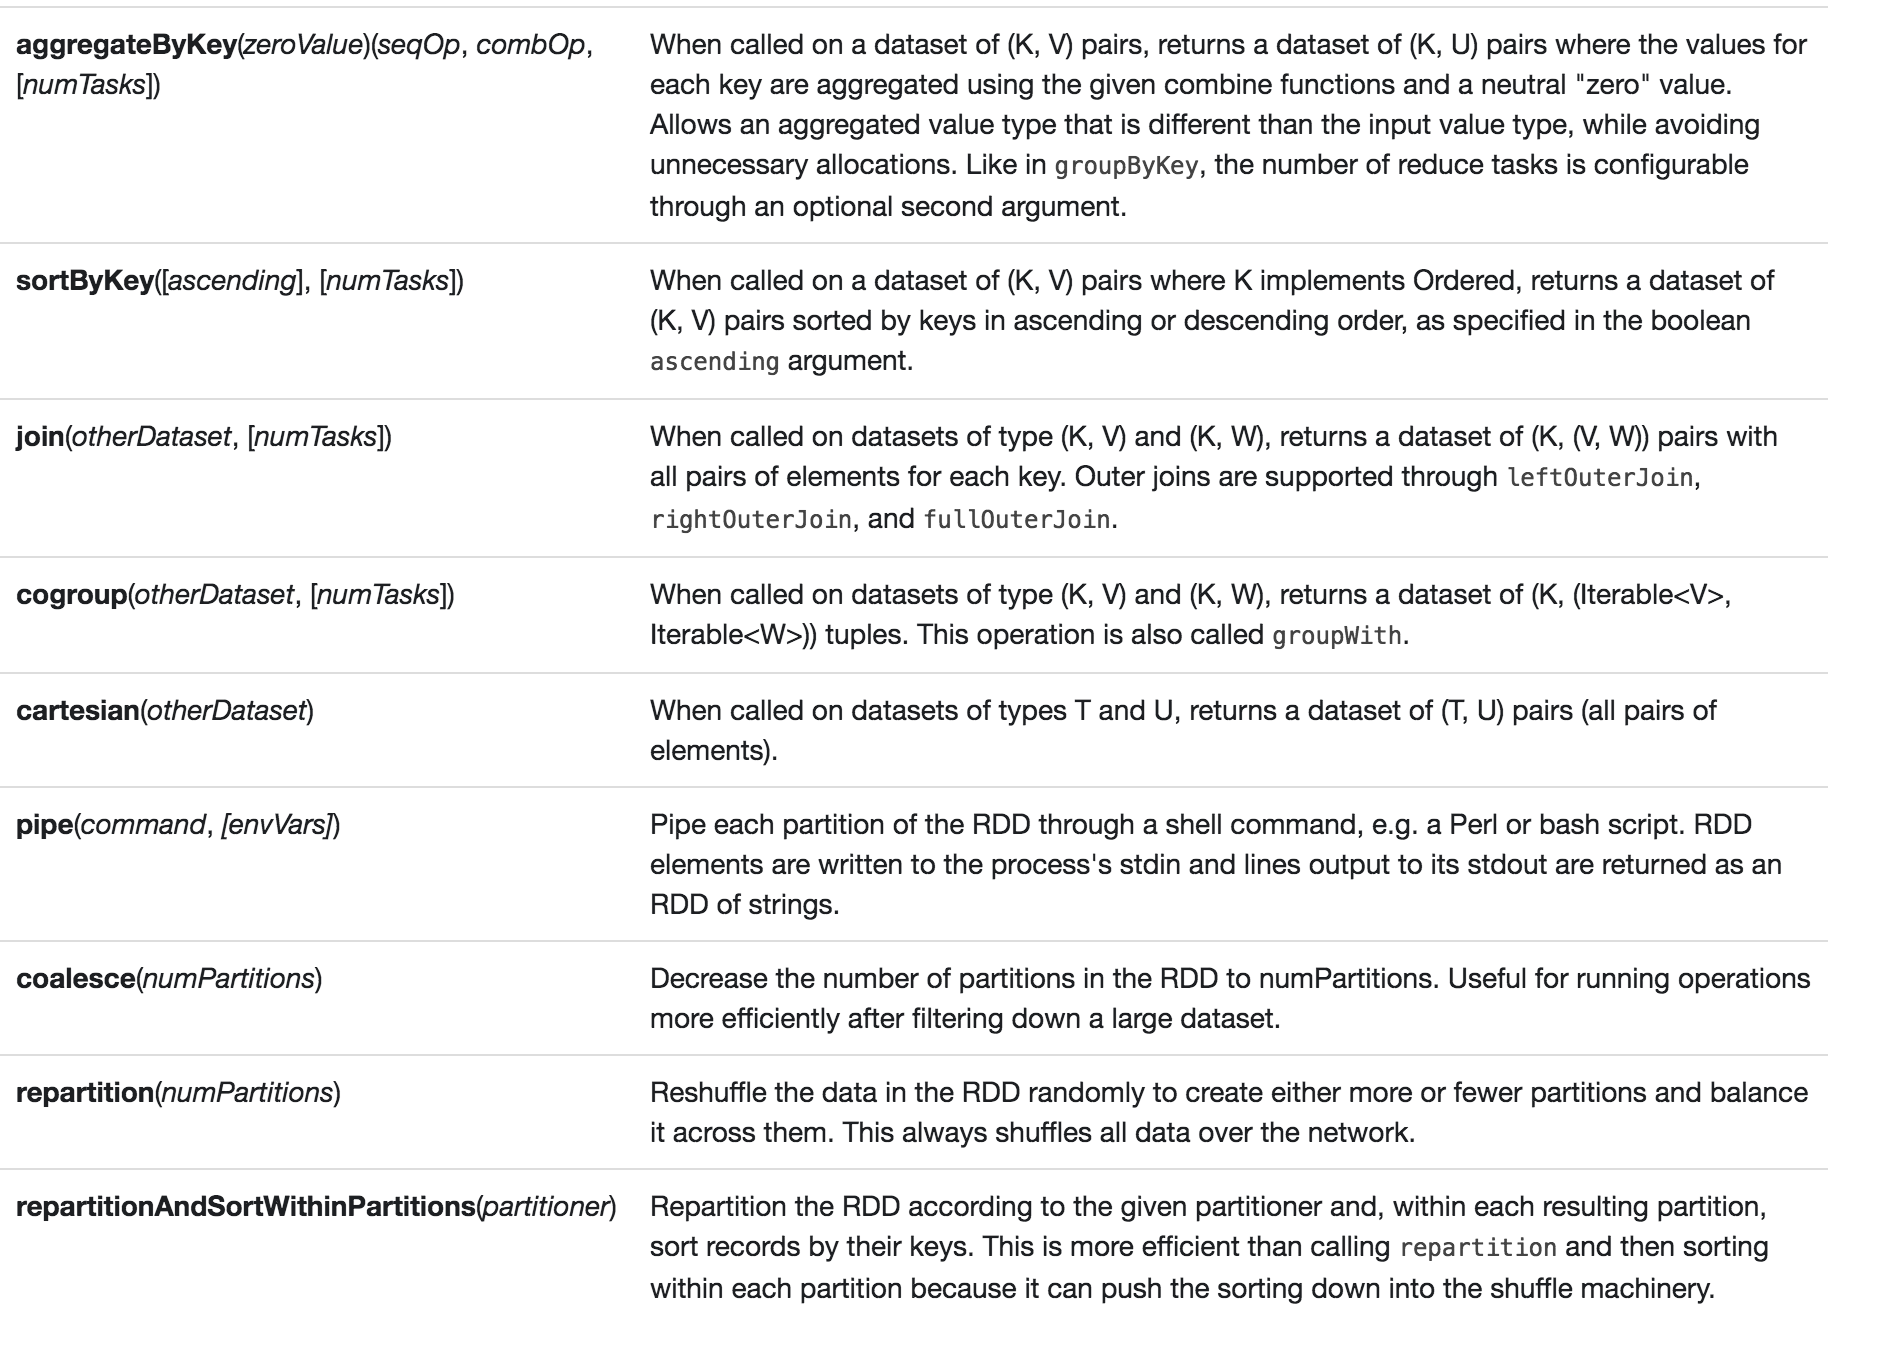 aggregateByKey(zeroValue)(seqOp, combOp,
[numTasks])
When called on a dataset of (K, V) pairs, returns a dataset of (K, U) pairs where the values for
each key are aggregated using the given combine functions and a neutral "zero" value.
Allows an aggregated value type that is different than the input value type, while avoiding
unnecessary allocations. Like in groupByKey, the number of reduce tasks is configurable
through an optional second argument.
sortByKey([ascending], [numTasks])
When called on a dataset of (K, V) pairs where K implements Ordered, returns a dataset of
(K, V) pairs sorted by keys in ascending or descending order, as specified in the boolean
ascending argument.
join(otherDataset, [numTasks])
When called on datasets of type (K, V) and (K, W), returns a dataset of (K, (V, W)) pairs with
all pairs of elements for each key. Outer joins are supported through leftOuterJoin,
rightOuterJoin, and fullOuterJoin.
cogroup(otherDataset, [numTasks])
When called on datasets of type (K, V) and (K, W), returns a dataset of (K, (Iterable<V>,
Iterable<W>)) tuples. This operation is also called groupWith.
cartesian(otherDataset)
When called on datasets of types T and U, returns a dataset of (T, U) pairs (all pairs of
elements).
pipe(command, [envVars])
Pipe each partition of the RDD through a shell command, e.g. a Perl or bash script. RDD
elements are written to the process's stdin and lines output to its stdout are returned as an
RDD of strings.
coalesce(numPartitions)
Decrease the number of partitions in the RDD to numPartitions. Useful for running operations
more efficiently after filtering down a large dataset.
repartition(numPartitions)
Reshuffle the data in the RDD randomly to create either more or fewer partitions and balance
it across them. This always shuffles all data over the network.
repartitionAndSortWithinPartitions(partitioner)
Repartition the RDD according to the given partitioner and, within each resulting partition,
sort records by their keys. This is more efficient than calling repartition and then sorting
within each partition because it can push the sorting down into the shuffle machinery.